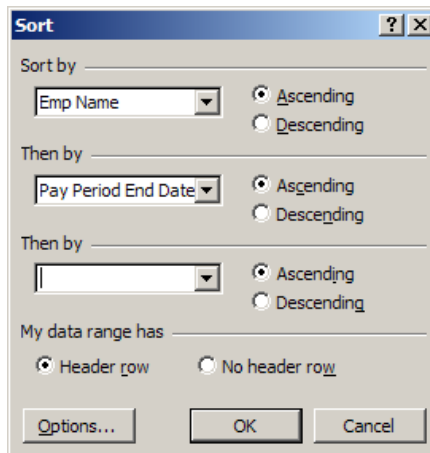 Sort
Sort by
Emp Name
Ascending
Descending
Then by
Pay Period End Date
Ascending
Descending
Then by
Ascending
Descending
My data range has
Header row
No header row
Options...
OK
Cancel